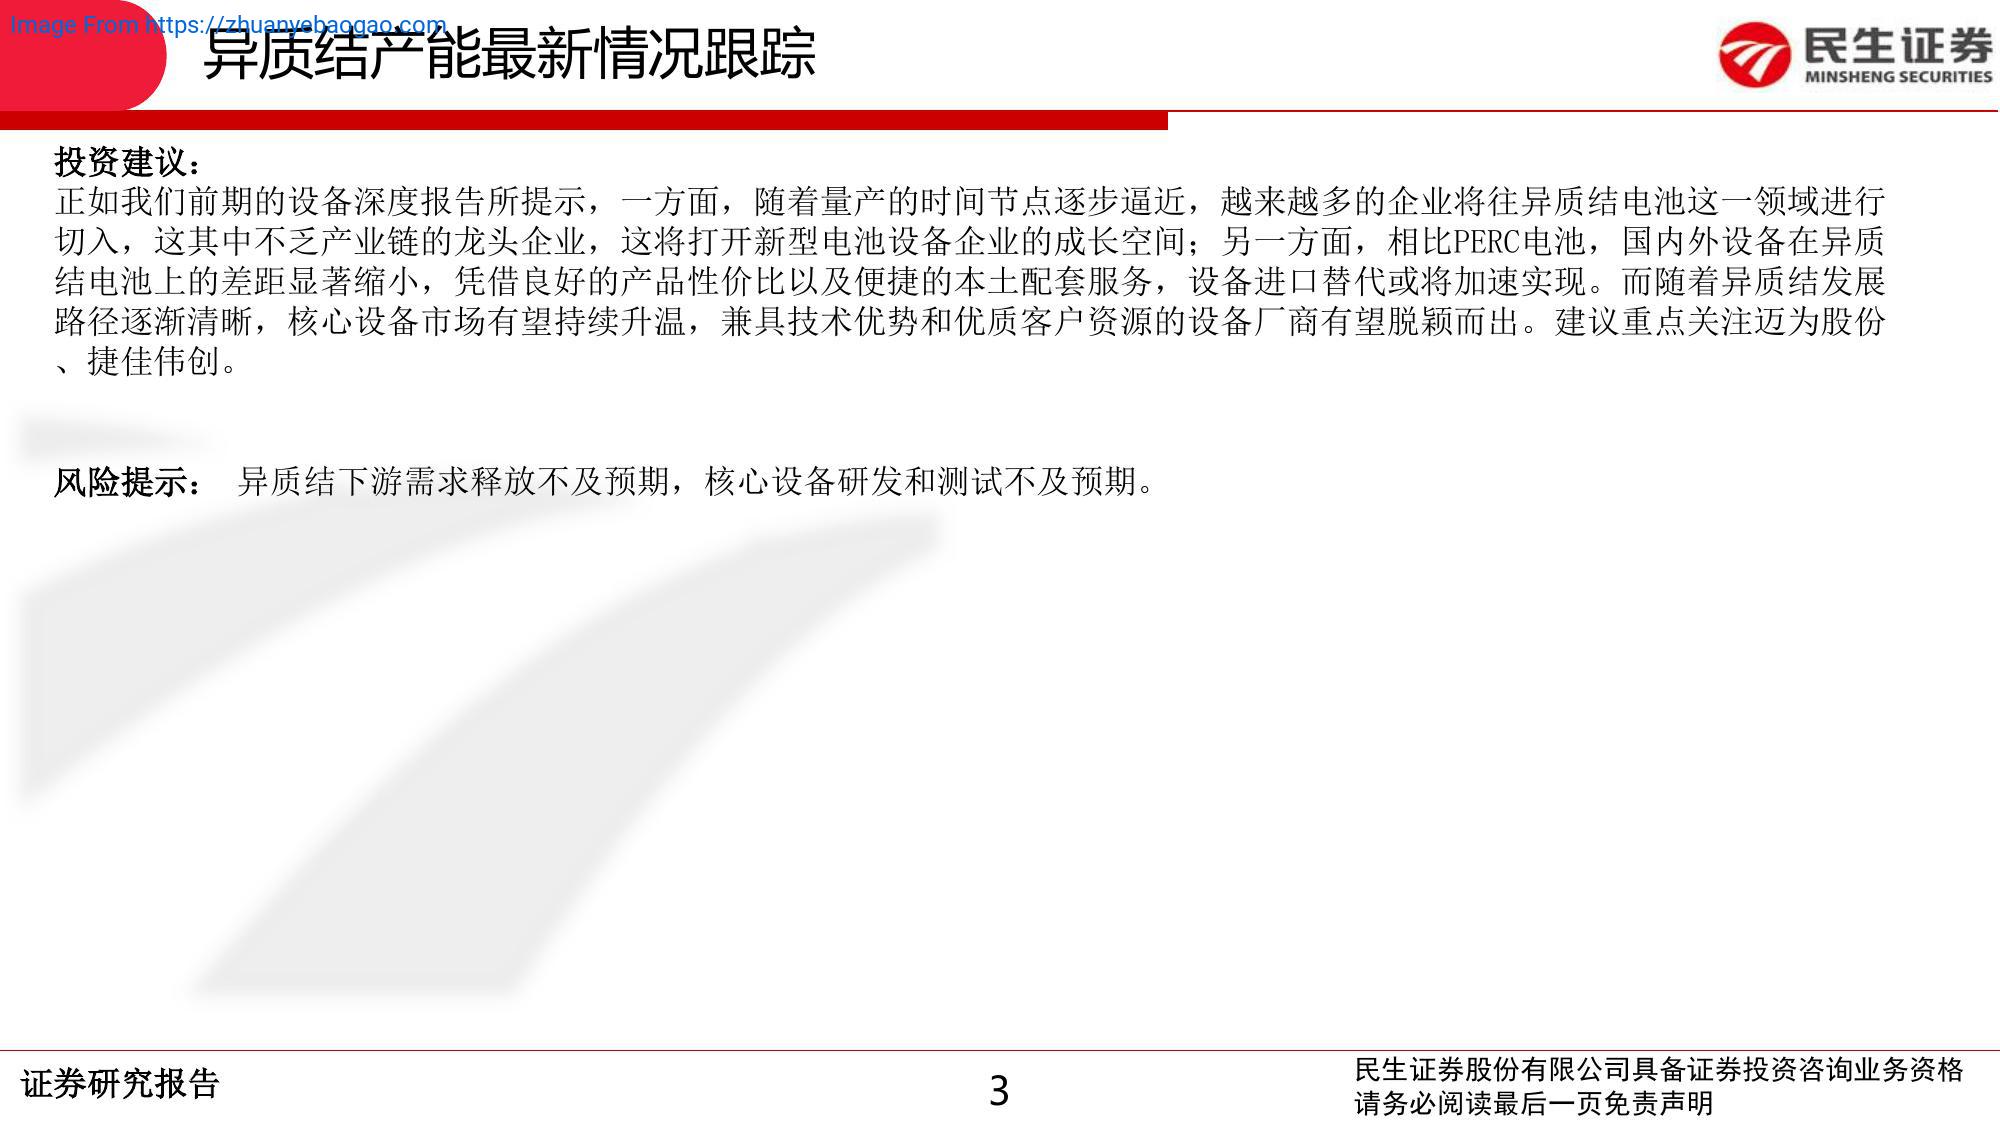 Image From https://zhuanyebaogao.com
异质结产能最新情况跟踪
民生证券
MINSHENG SECURITIES
投资建议：
正如我们前期的设备深度报告所提示，一方面，随着量产的时间节点逐步逼近，越来越多的企业将往异质结电池这一领域进行
切入，这其中不乏产业链的龙头企业，这将打开新型电池设备企业的成长空间；另一方面，相比PERC电池，国内外设备在异质
结电池上的差距显著缩小，凭借良好的产品性价比以及便捷的本土配套服务，设备进口替代或将加速实现。而随着异质结发展
路径逐渐清晰，核心设备市场有望持续升温，兼具技术优势和优质客户资源的设备厂商有望脱颖而出。建议重点关注迈为股份
、捷佳伟创。
风险提示： 异质结下游需求释放不及预期，核心设备研发和测试不及预期。
证券研究报告
3
民生证券股份有限公司具备证券投资咨询业务资格
请务必阅读最后一页免责声明